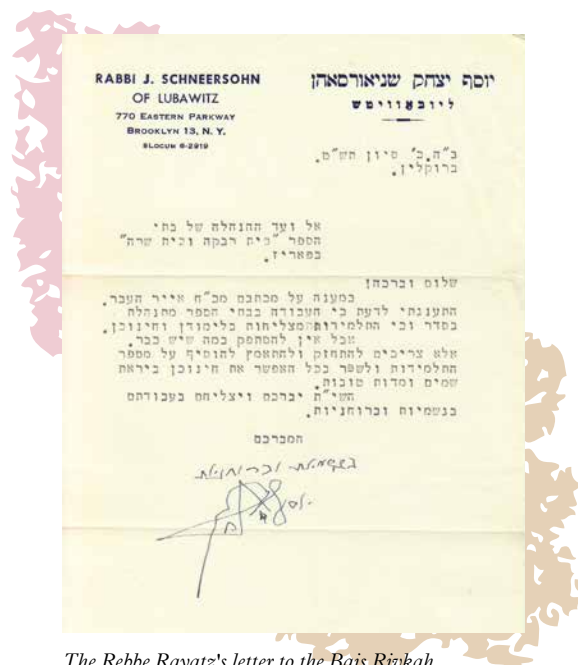 RABBI J. SCHNEERSOHN
OF LUBAWITZ
770 EASTERN PARKWAY
BROOKLYN 13, N. Y.
SLOCUM 6-2919
יוסף יצחק שניאורסאהן
ליובאוויטש
ב"ה. כ' סיון תש"ט.
ברוקלין.
אל ועד ההנהלה של בתי
הספר "בית רבקה ובית שרה"
בפאריז.
שלום וברכה!
במענה על מכתבם מכ"ח אייר העבר.
התענגתי לדעת כי העבודה בבתי הספר מתנהלת
בסדר וכי התלמידות מצליחות בלימודן וחינוכן.
אבל אין להסתפק במה שיש כבר.
אלא צריכים להתחזק ולהתאמץ להוסיף על מספר
התלמידות ולשפר בכל האפשר את חינוכן ביראת
שמים ומדות טובות.
השי"ת יברכם ויצליחם בעבודתם
בגשמיות וברוחניות.
המברכם
בגשמיות וברוחניות
The Rebbe Rayatz's letter to the Bais Rivkah